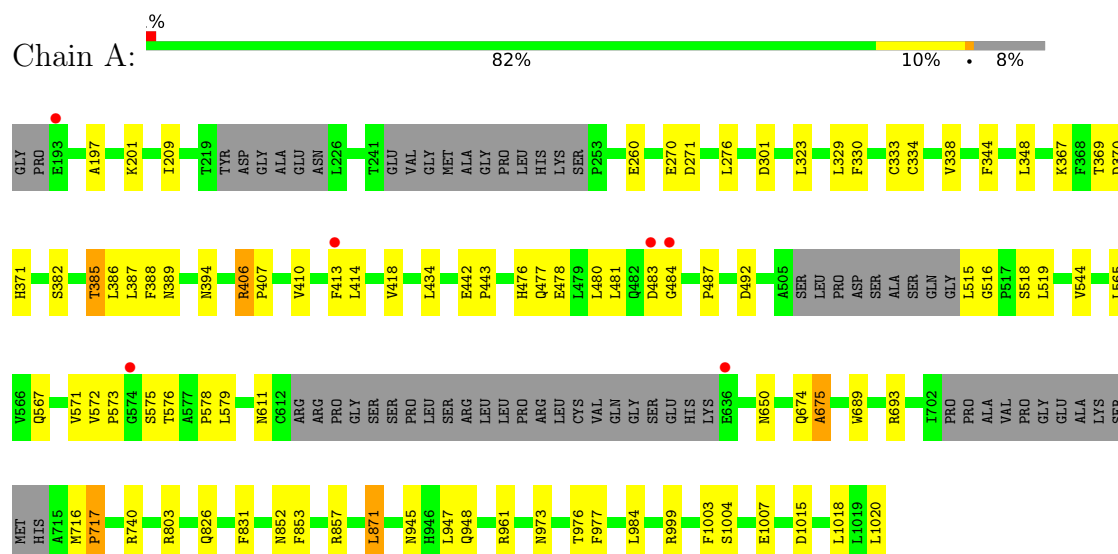 .%
Chain A:
82% 10% • 8%
GLY PRO E193 A197 K201 I209 T219 TYR ASP GLY ALA GLU ASN L226 T241 GLU VAL GLY MET ALA GLY PRO LEU HIS LYS SER P253 E260 E270 D271 L276 D301 L323 L329 F330 C333 C334 V338 F344 L348 K367 F368 T369 D370
H371 S382 T385 L386 L387 F388 N389 N394 R406 P407 V410 F413 L414 V418 L434 E442 P443 H476 Q477 E478 L479 L480 L481 Q482 D483 G484 P487 D492 A505 SER LEU PRO ASP SER ALA SER GLN GLY L515 G516 P517 S518 L519 V544 L565
V566 Q567 V571 V572 P573 G574 S575 T576 A577 P578 L579 N611 C612 ARG ARG PRO GLY SER SER PRO LEU SER ARG LEU LEU PRO ARG LEU CYS VAL GLN GLY SER GLU HIS LYS E636 N650 Q674 A675 W689 R693 I702 PRO PRO ALA VAL PRO GLY GLU ALA LYS SER
MET HIS A715 M716 P717 R740 R803 Q826 F831 N852 F853 R857 L871 N945 H946 L947 Q948 R961 N973 T976 F977 L984 R999 F1003 S1004 E1007 D1015 L1018 L1019 L1020